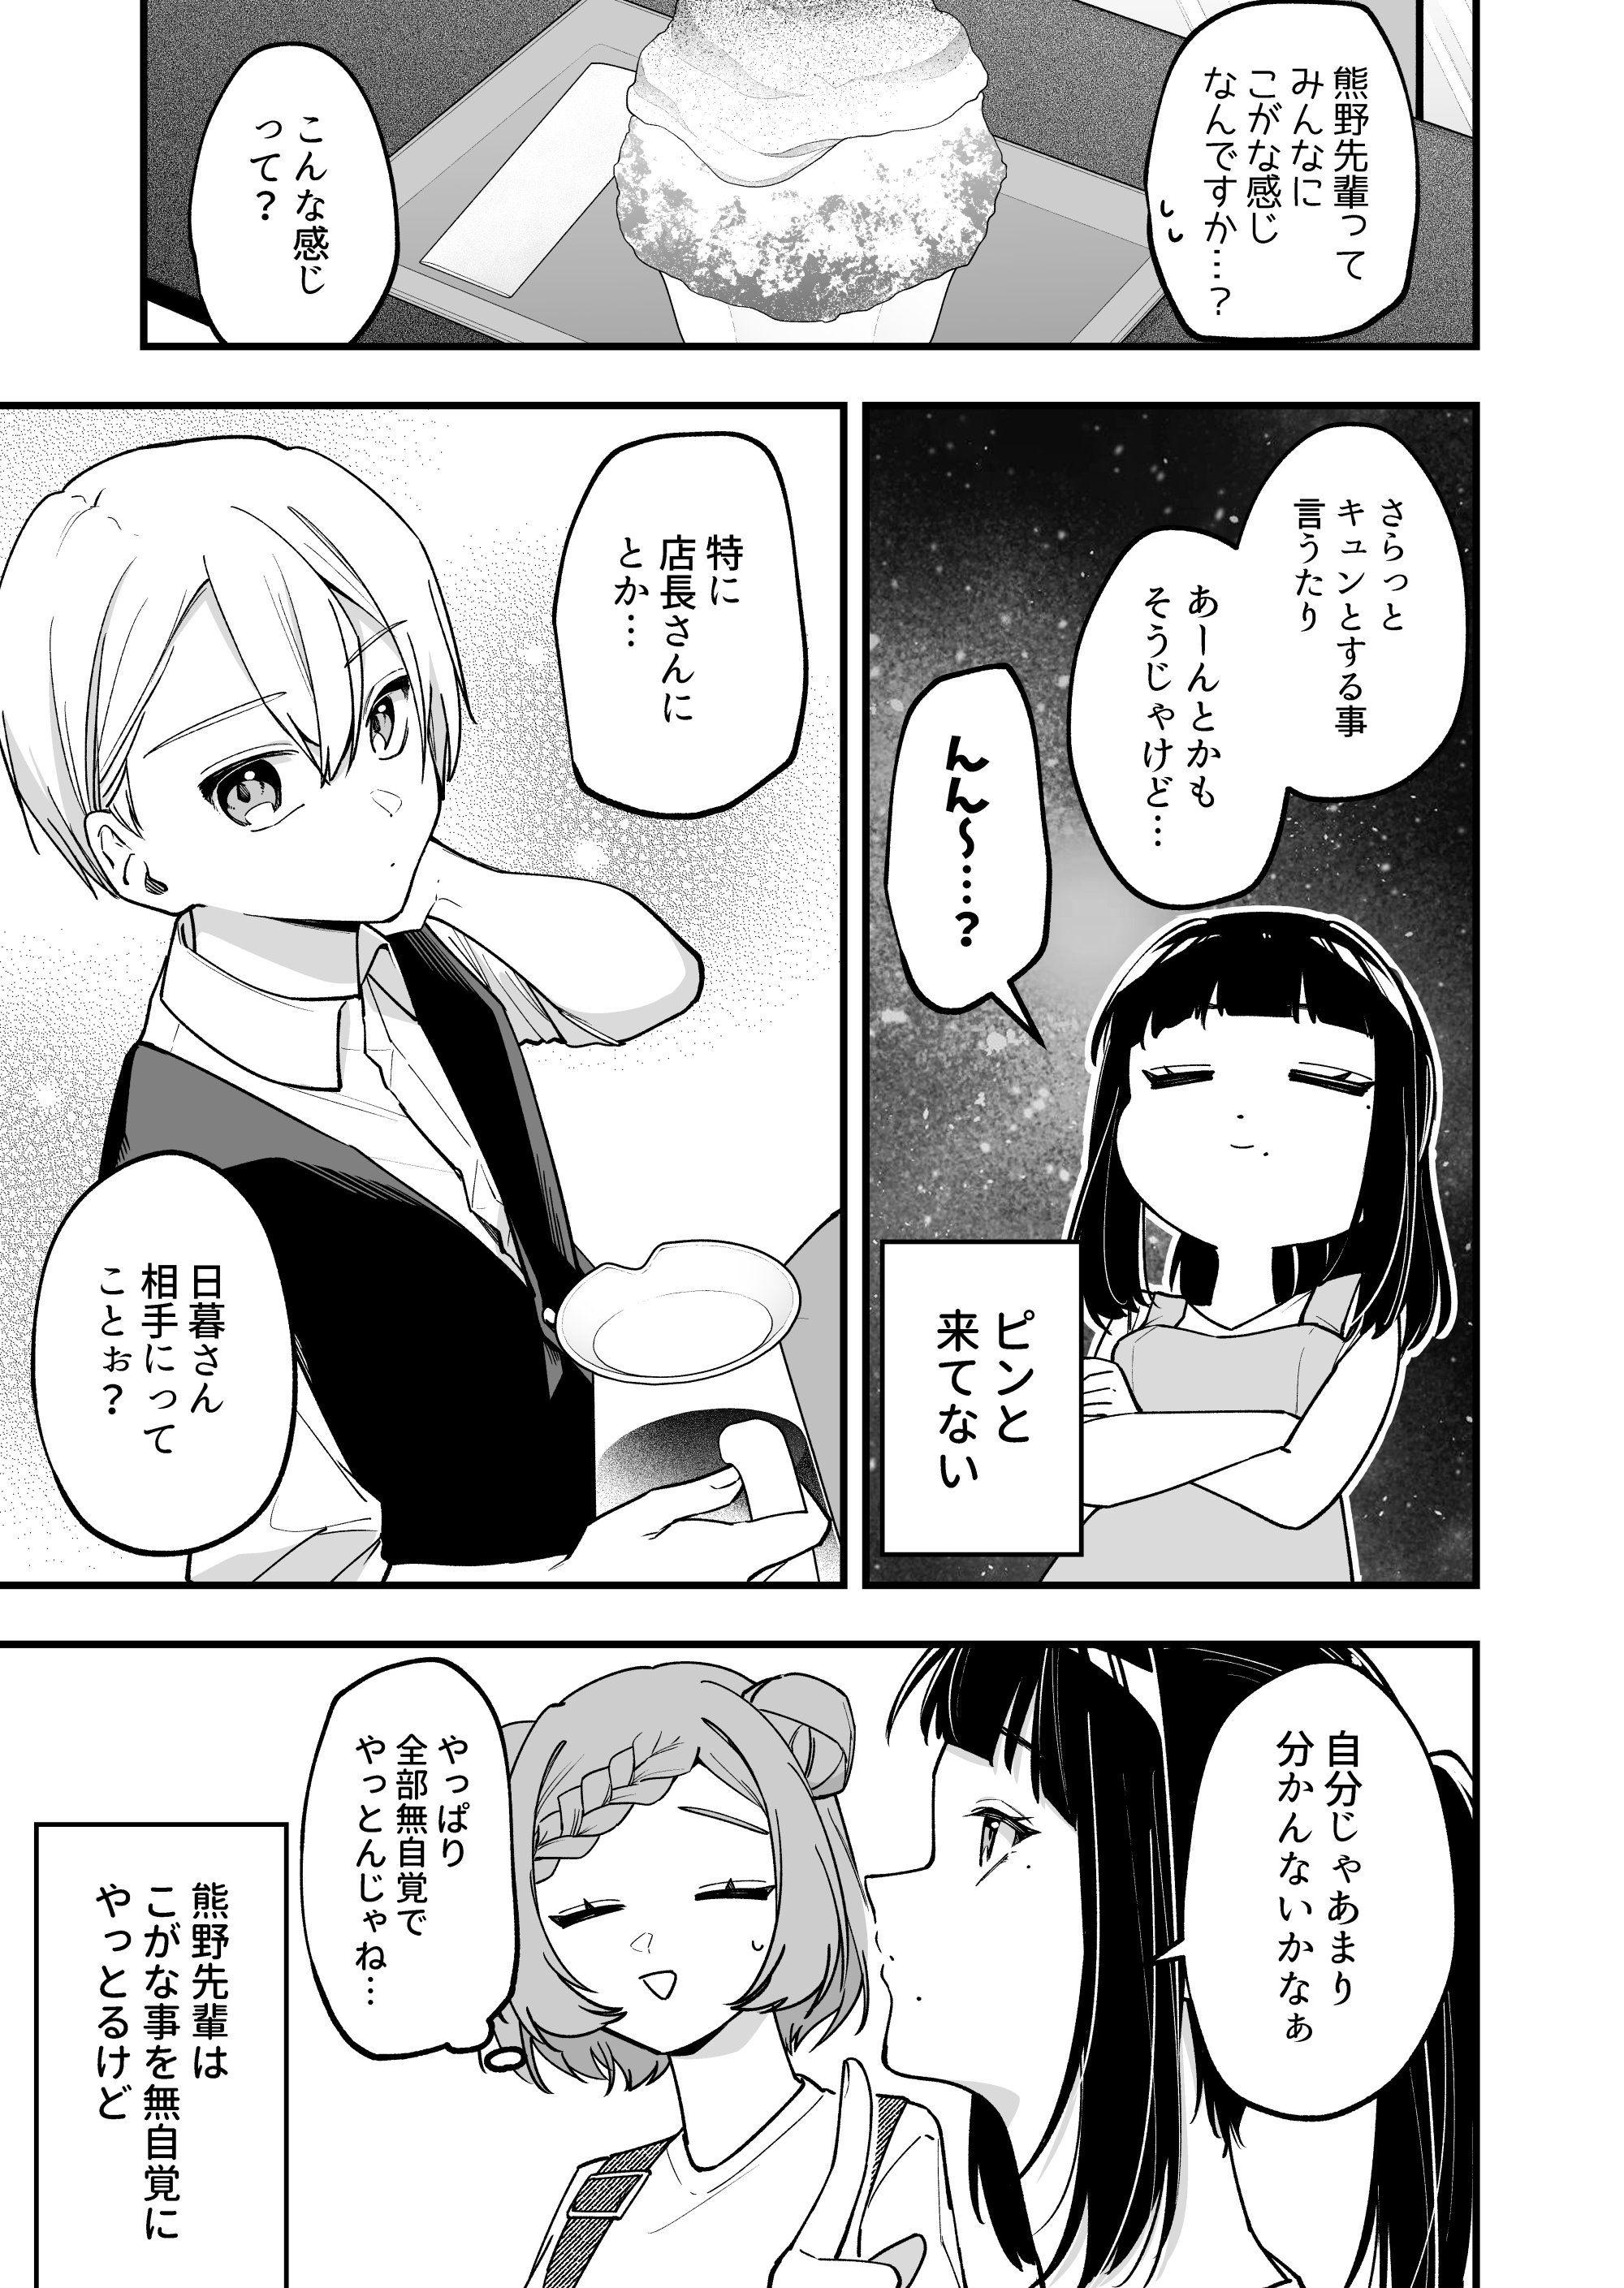 熊野先輩って
みんなに
こがな感じ
なんですか…?
こんな感じ
って?
さらっと
キュンとする事
言うたり
あーんとかも
そうじゃけど…
んん〜……?
ピンと
来てない
特に
店長さんに
とか…
日暮さん
相手にって
ことぉ?
自分じゃあまり
分かんないかなぁ
やっぱり
全部無自覚で
やっとんじゃね…
熊野先輩は
こがな事を無自覚に
やっとるけど